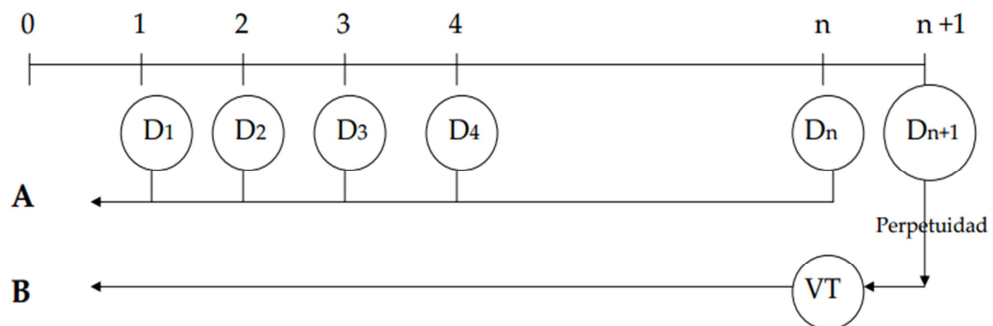 0 1 2 3 4 n n +1
D1 D2 D3 D4 Dn Dn+1
A
Perpetuidad
B VT